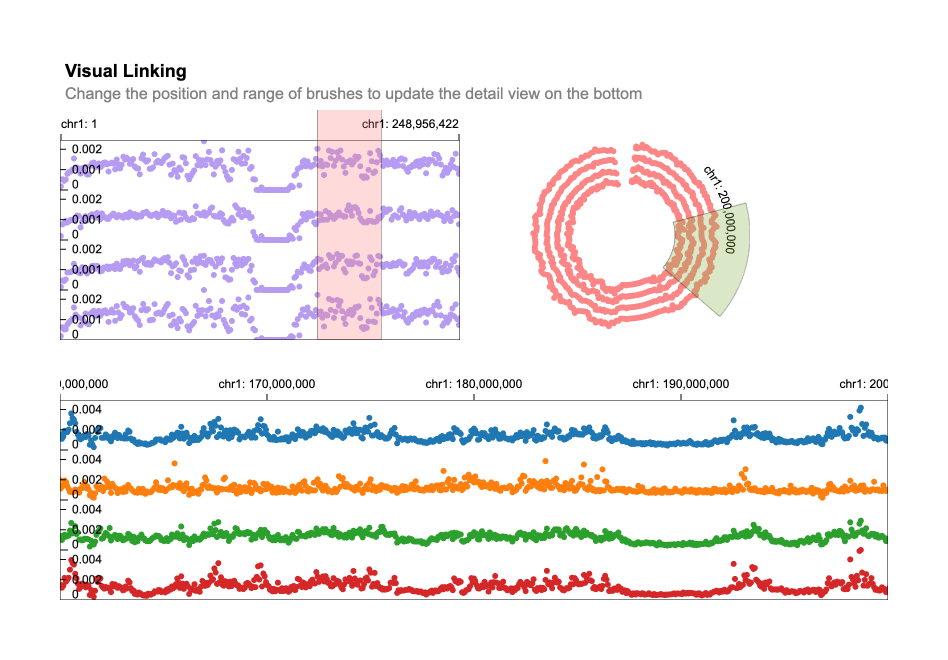 Visual Linking
Change the position and range of brushes to update the detail view on the bottom
chr1: 1
chr1: 248,956,422
0.002
0.001
0
0.002
0.001
0
0.002
0.001
0
0.002
0.001
0
chr1: 200,000,000
0,000,000
chr1: 170,000,000
chr1: 180,000,000
chr1: 190,000,000
chr1: 200
0.004
0.002
0
0.004
0.002
0
0.004
0.002
0
0.004
0.002
0